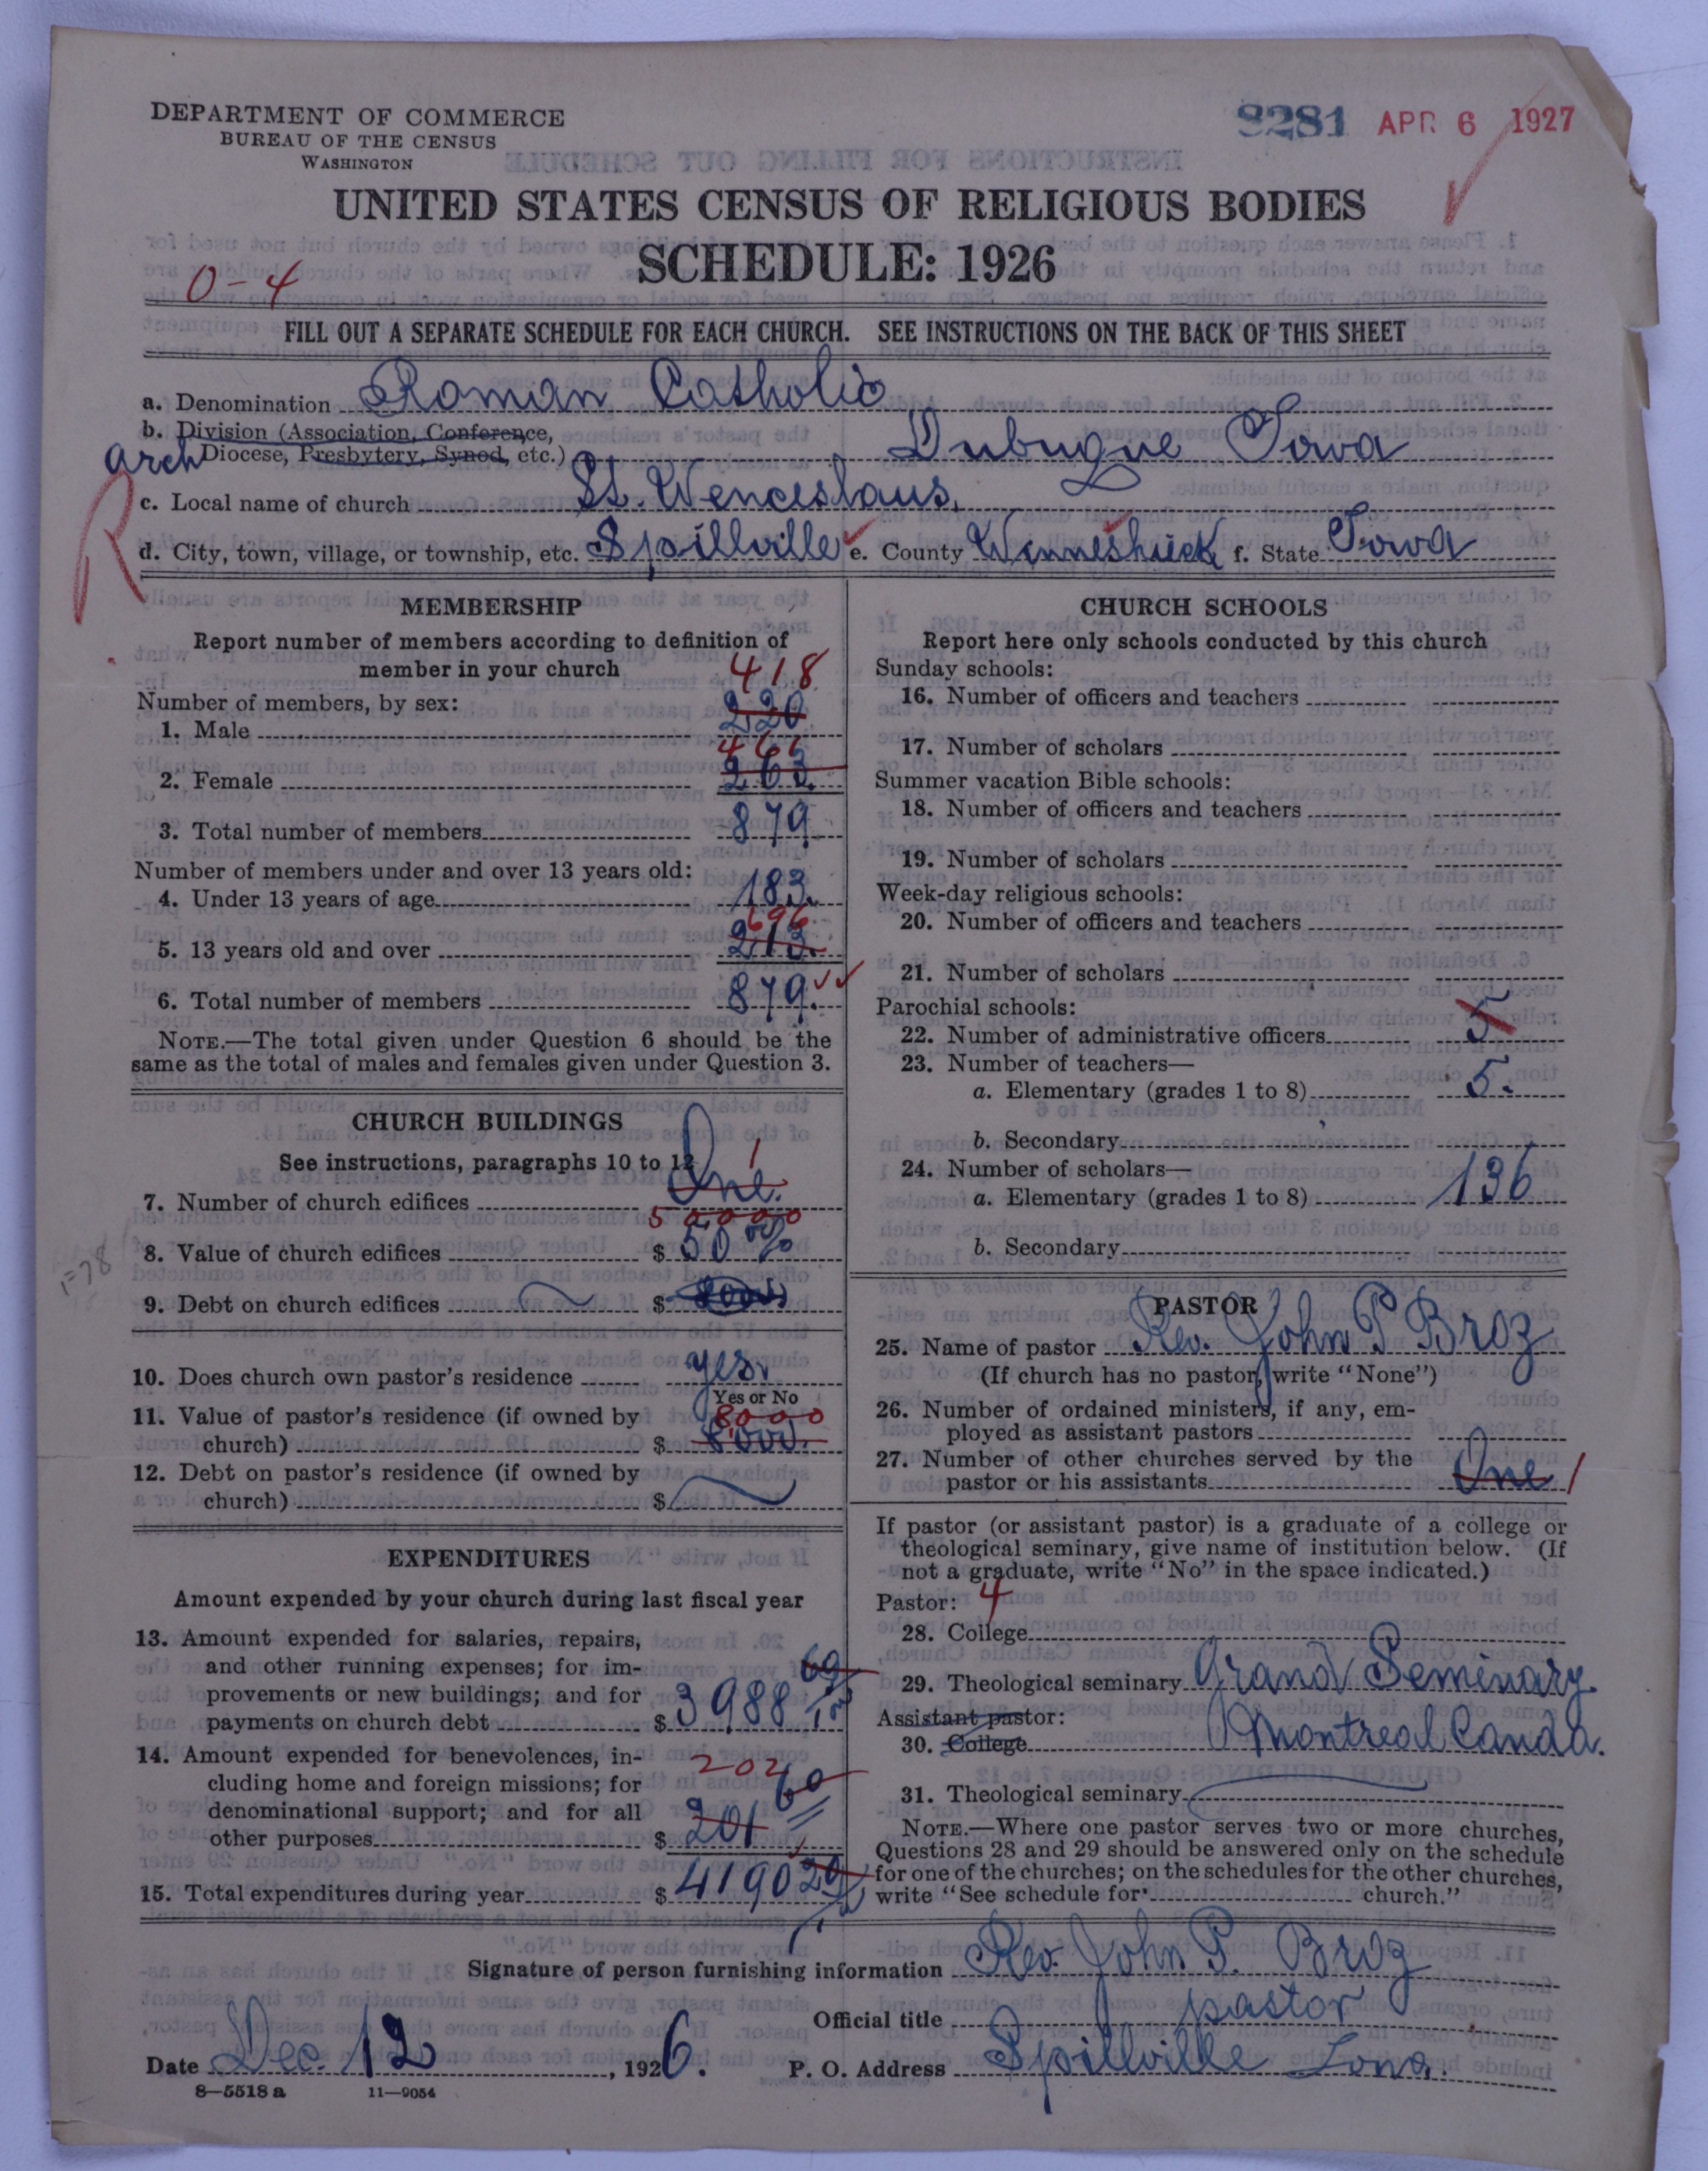 DEPARTMENT OF COMMERCE
BUREAU OF THE CENSUS
WASHINGTON
8281 APR 6 1927
UNITED STATES CENSUS OF RELIGIOUS BODIES
SCHEDULE: 1926
0-4
FILL OUT A SEPARATE SCHEDULE FOR EACH CHURCH. SEE INSTRUCTIONS ON THE BACK OF THIS SHEET
a. Denomination Roman Catholic
b. Division (Association, Conference,
Arch Diocese, Presbytery, Synod, etc.) Dubuque Iowa
R
c. Local name of church St. Wenceslaus,
d. City, town, village, or township, etc. Spillville e. County Winneshiek f. State Iowa
MEMBERSHIP
Report number of members according to definition of
member in your church
418
Number of members, by sex:
1. Male 220
461
2. Female 263.
3. Total number of members 879.
Number of members under and over 13 years old:
4. Under 13 years of age 183.
696
5. 13 years old and over 213.
6. Total number of members 879.
NOTE.—The total given under Question 6 should be the
same as the total of males and females given under Question 3.
CHURCH BUILDINGS
See instructions, paragraphs 10 to 12
7. Number of church edifices One. 1
50000
8. Value of church edifices $ 50
9. Debt on church edifices $
1=78
10. Does church own pastor's residence yes.
Yes or No
11. Value of pastor's residence (if owned by
8000
church) $ 8000.
12. Debt on pastor's residence (if owned by
church) $
EXPENDITURES
Amount expended by your church during last fiscal year
13. Amount expended for salaries, repairs,
and other running expenses; for im-
provements or new buildings; and for
payments on church debt $ 3988 69
14. Amount expended for benevolences, in-
202
cluding home and foreign missions; for
denominational support; and for all
other purposes $ 201 60
15. Total expenditures during year $ 4190 29
CHURCH SCHOOLS
Report here only schools conducted by this church
Sunday schools:
16. Number of officers and teachers
17. Number of scholars
Summer vacation Bible schools:
18. Number of officers and teachers
19. Number of scholars
Week-day religious schools:
20. Number of officers and teachers
21. Number of scholars
Parochial schools:
22. Number of administrative officers 5
23. Number of teachers—
a. Elementary (grades 1 to 8) 5.
b. Secondary
24. Number of scholars—
a. Elementary (grades 1 to 8) 136
b. Secondary
PASTOR
25. Name of pastor Rev. John P Broz
(If church has no pastor, write "None")
26. Number of ordained ministers, if any, em-
ployed as assistant pastors
27. Number of other churches served by the
pastor or his assistants One 1
If pastor (or assistant pastor) is a graduate of a college or
theological seminary, give name of institution below. (If
not a graduate, write "No" in the space indicated.)
Pastor: 4
28. College
29. Theological seminary Grand Seminary
Assistant pastor:
30. College Montreal Canda.
31. Theological seminary
NOTE.—Where one pastor serves two or more churches,
Questions 28 and 29 should be answered only on the schedule
for one of the churches; on the schedules for the other churches,
write "See schedule for church."
Signature of person furnishing information Rev. John P. Broz
Official title pastor
Date Dec. 12, 1926. P. O. Address Spillville Iowa.
8—5518 a 11—9054